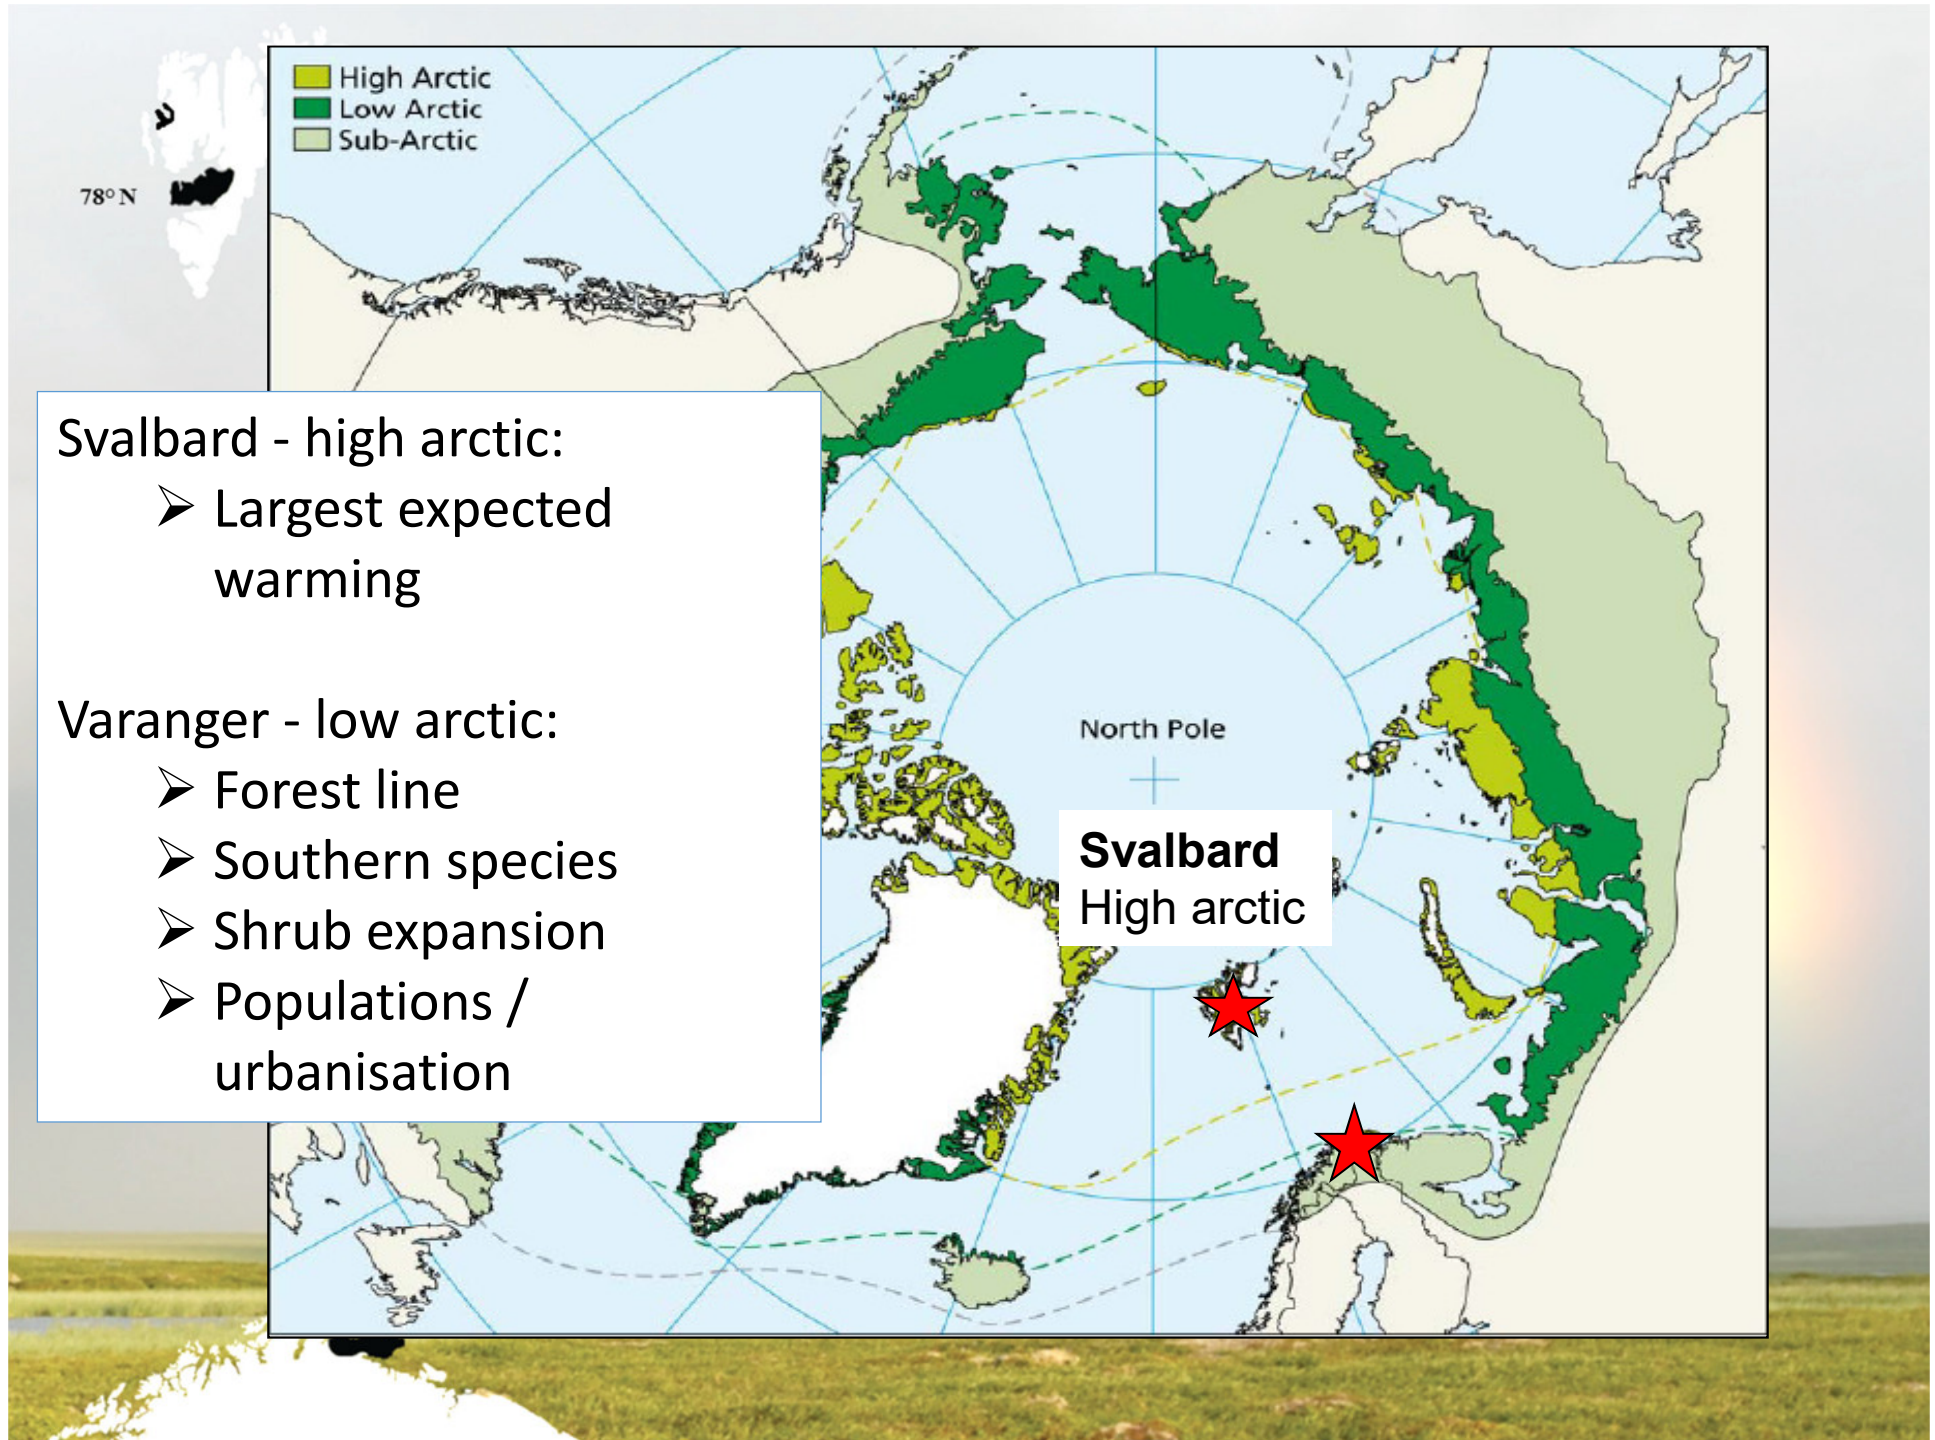 High Arctic
Low Arctic
Sub-Arctic
78° N
Svalbard - high arctic:
➢ Largest expected
warming
Varanger - low arctic:
➢ Forest line
➢ Southern species
➢ Shrub expansion
➢ Populations /
urbanisation
North Pole
Svalbard
High arctic